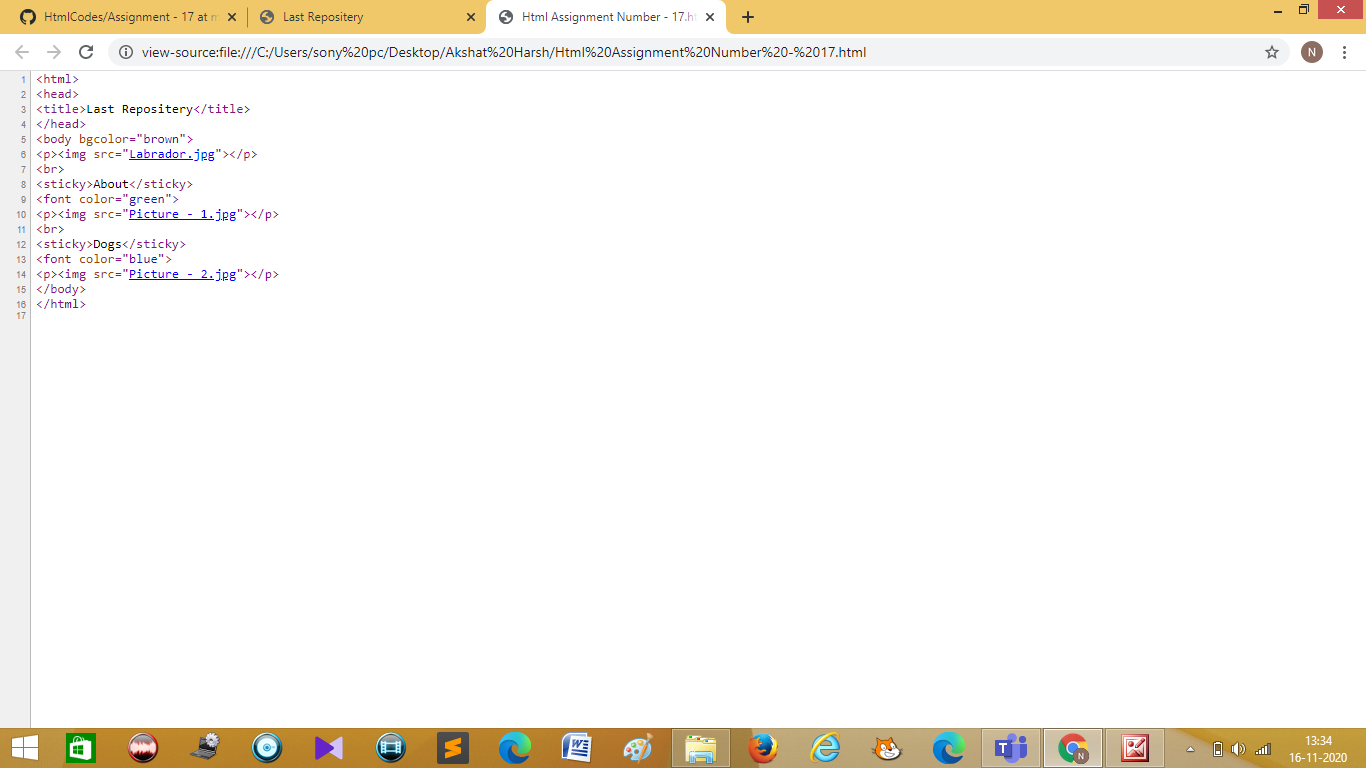 HtmlCodes/Assignment - 17 at m
Last Repositery
Html Assignment Number - 17.ht
view-source:file:///C:/Users/sony%20pc/Desktop/Akshat%20Harsh/Html%20Assignment%20Number%20-%2017.html
N
1 <html>
2 <head>
3 <title>Last Repositery</title>
4 </head>
5 <body bgcolor="brown">
6 <p><img src="Labrador.jpg"></p>
7 <br>
8 <sticky>About</sticky>
9 <font color="green">
10 <p><img src="Picture - 1.jpg"></p>
11 <br>
12 <sticky>Dogs</sticky>
13 <font color="blue">
14 <p><img src="Picture - 2.jpg"></p>
15 </body>
16 </html>
17
N
13:34
16-11-2020